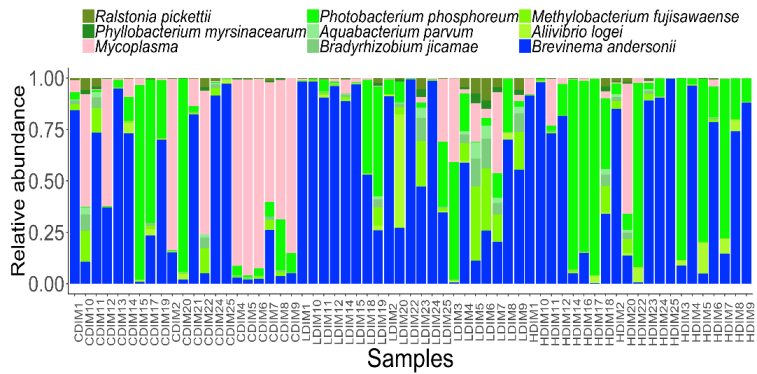 Ralstonia pickettii Photobacterium phosphoreum Methylobacterium fujisawaense
Phyllobacterium myrsinacearum Aquabacterium parvum Aliivibrio logei
Mycoplasma Bradyrhizobium jicamae Brevinema andersonii
Relative abundance
1.00
0.75
0.50
0.25
0.00
CDIM1 CDIM10 CDIM11 CDIM12 CDIM13 CDIM14 CDIM15 CDIM17 CDIM19 CDIM2 CDIM20 CDIM21 CDIM22 CDIM24 CDIM25 CDIM4 CDIM5 CDIM6 CDIM7 CDIM8 CDIM9 LDIM1 LDIM10 LDIM11 LDIM12 LDIM14 LDIM15 LDIM18 LDIM19 LDIM2 LDIM20 LDIM22 LDIM23 LDIM24 LDIM25 LDIM3 LDIM4 LDIM5 LDIM6 LDIM7 LDIM8 LDIM9 HDIM1 HDIM10 HDIM11 HDIM12 HDIM14 HDIM16 HDIM17 HDIM18 HDIM2 HDIM20 HDIM22 HDIM23 HDIM24 HDIM25 HDIM3 HDIM4 HDIM5 HDIM6 HDIM7 HDIM8 HDIM9
Samples